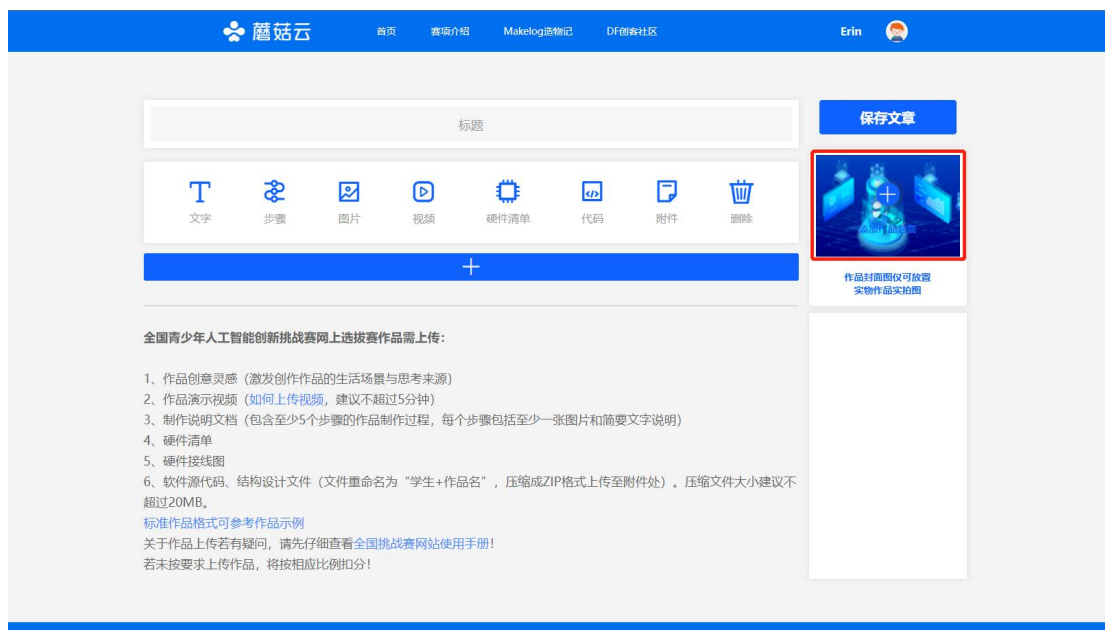 蘑菇云
首页
赛项介绍
Makelog造物记
DF创客社区
Erin
标题
保存文章
文字
步骤
图片
视频
硬件清单
代码
附件
删除
添加作品封面
作品封面图仅可放置
实物作品实拍图
全国青少年人工智能创新挑战赛网上选拔赛作品需上传：
1、作品创意灵感（激发创作作品的生活场景与思考来源）
2、作品演示视频（如何上传视频，建议不超过5分钟）
3、制作说明文档（包含至少5个步骤的作品制作过程，每个步骤包括至少一张图片和简要文字说明）
4、硬件清单
5、硬件接线图
6、软件源代码、结构设计文件（文件重命名为“学生+作品名”，压缩成ZIP格式上传至附件处）。压缩文件大小建议不
超过20MB。
标准作品格式可参考作品示例
关于作品上传若有疑问，请先仔细查看全国挑战赛网站使用手册！
若未按要求上传作品，将按相应比例扣分！